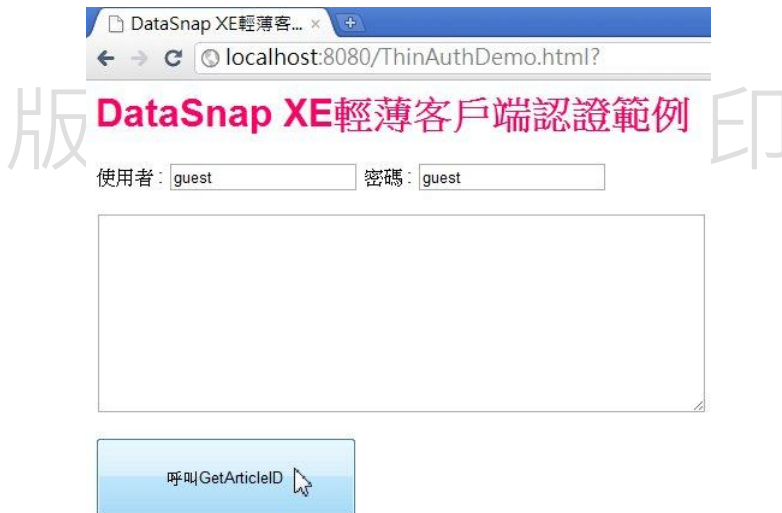 DataSnap XE輕薄客...
localhost:8080/ThinAuthDemo.html?
版 印
DataSnap XE輕薄客戶端認證範例
使用者: guest 密碼: guest
呼叫GetArticleID